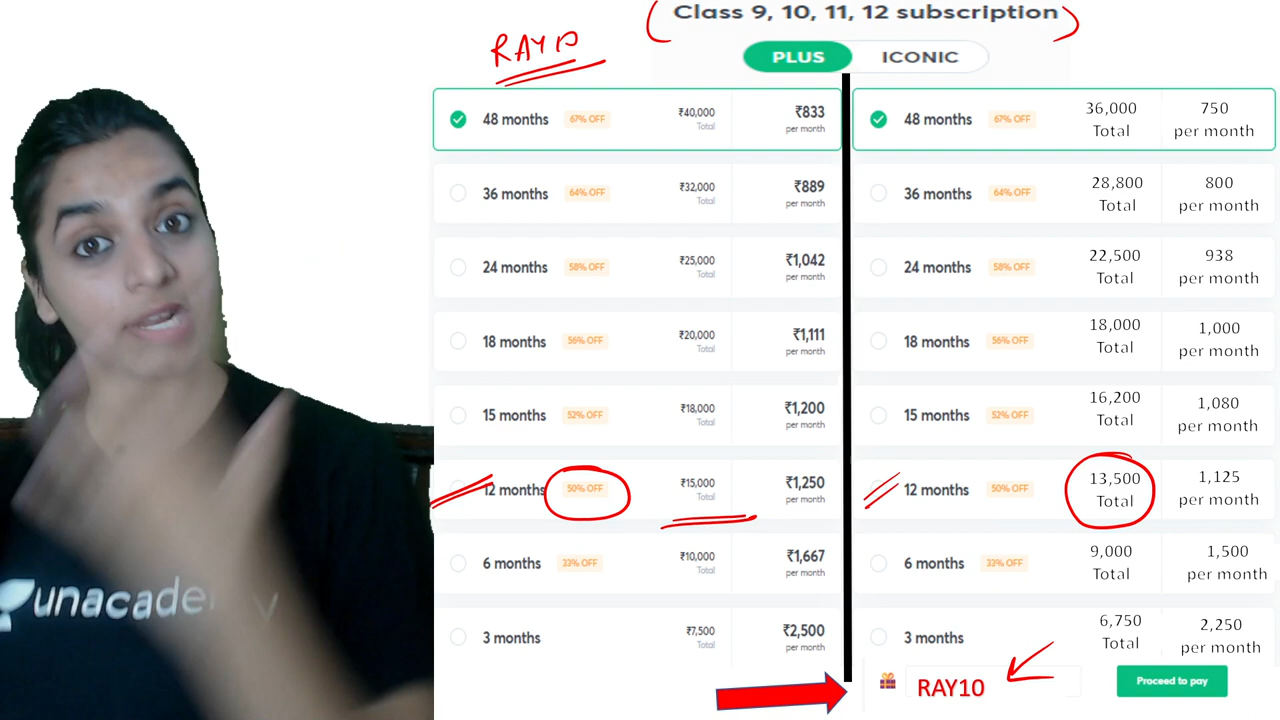 Class 9, 10, 11, 12 subscription
RAY10
PLUS ICONIC
48 months 67% OFF ₹40,000 Total ₹833 per month
36 months 64% OFF ₹32,000 Total ₹889 per month
24 months 58% OFF ₹25,000 Total ₹1,042 per month
18 months 56% OFF ₹20,000 Total ₹1,111 per month
15 months 52% OFF ₹18,000 Total ₹1,200 per month
12 months 50% OFF ₹15,000 Total ₹1,250 per month
6 months 33% OFF ₹10,000 Total ₹1,667 per month
3 months ₹7,500 Total ₹2,500 per month
48 months 67% OFF 36,000 Total 750 per month
36 months 64% OFF 28,800 Total 800 per month
24 months 58% OFF 22,500 Total 938 per month
18 months 56% OFF 18,000 Total 1,000 per month
15 months 52% OFF 16,200 Total 1,080 per month
12 months 50% OFF 13,500 Total 1,125 per month
6 months 33% OFF 9,000 Total 1,500 per month
3 months 6,750 Total 2,250 per month
RAY10 Proceed to pay
unacademy